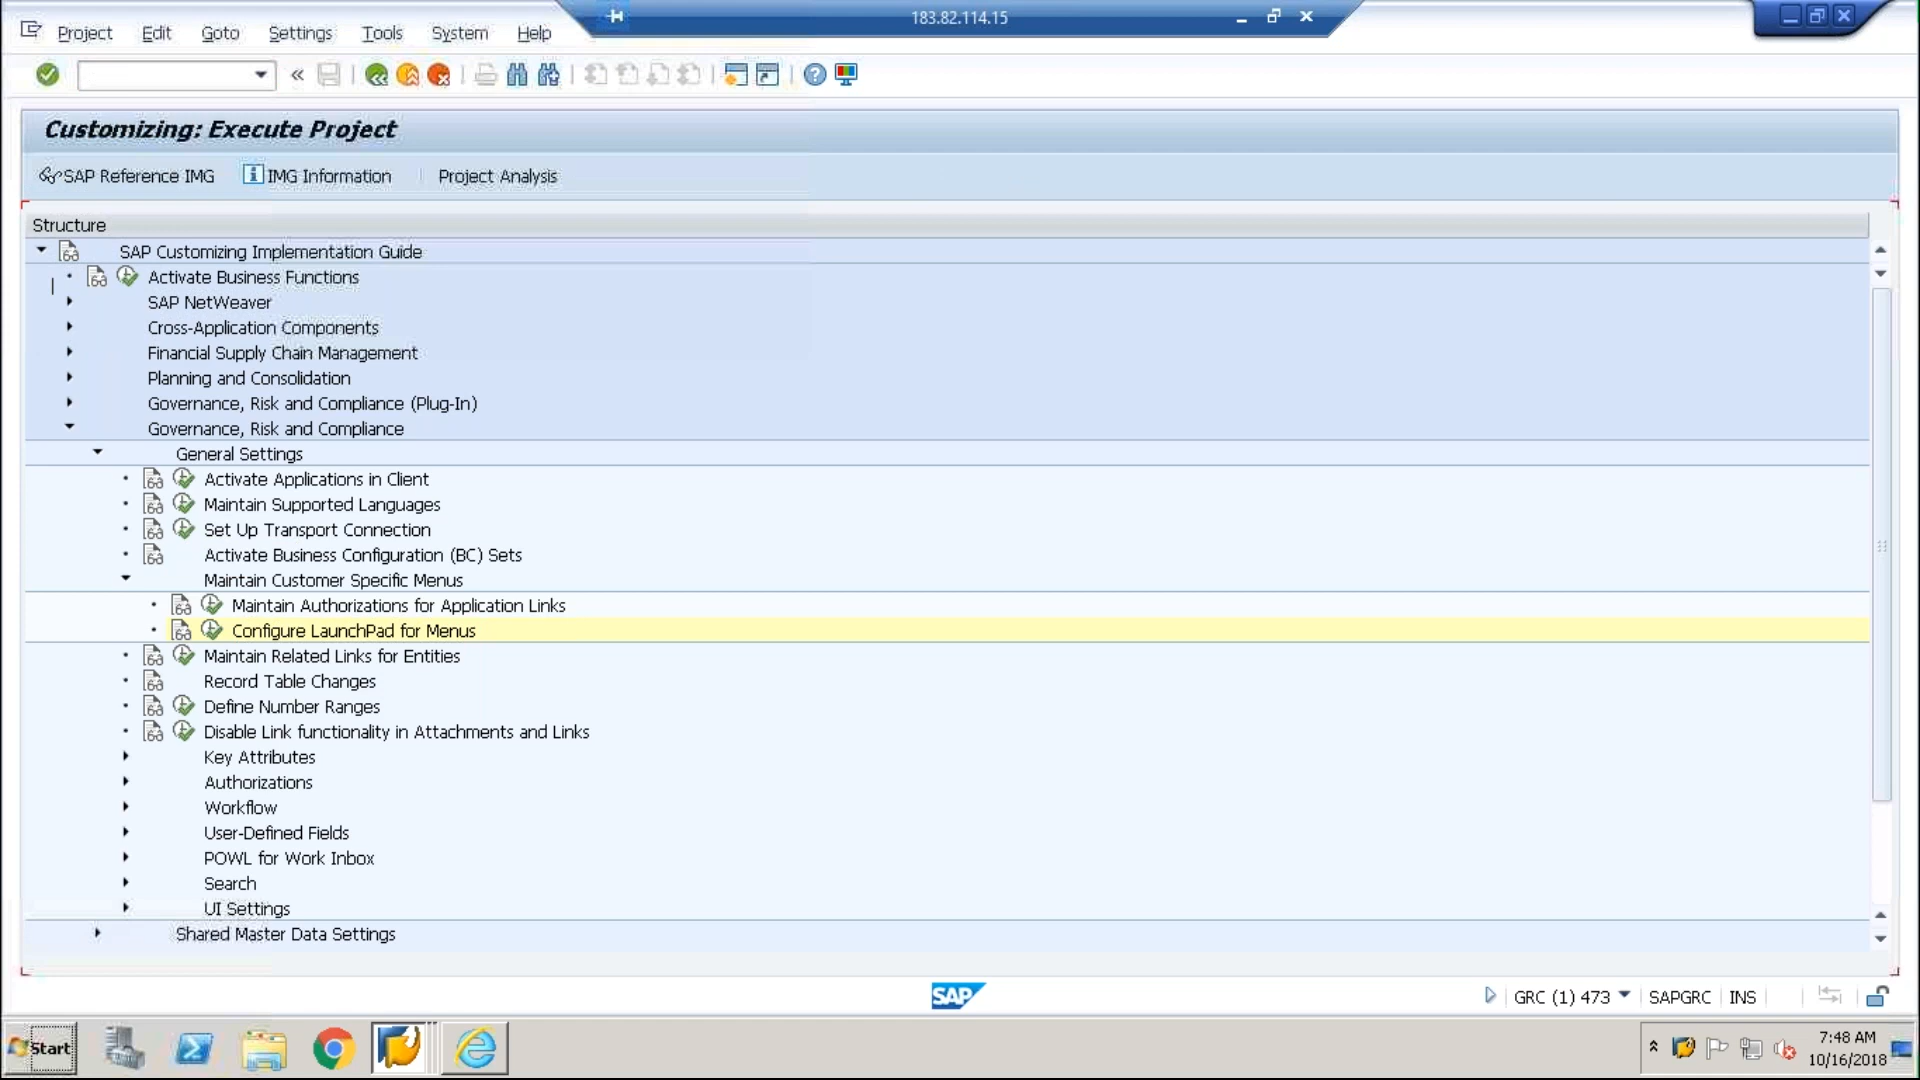 183.82.114.15
Project Edit Goto Settings Tools System Help
Customizing: Execute Project
SAP Reference IMG IMG Information Project Analysis
Structure
SAP Customizing Implementation Guide
Activate Business Functions
SAP NetWeaver
Cross-Application Components
Financial Supply Chain Management
Planning and Consolidation
Governance, Risk and Compliance (Plug-In)
Governance, Risk and Compliance
General Settings
Activate Applications in Client
Maintain Supported Languages
Set Up Transport Connection
Activate Business Configuration (BC) Sets
Maintain Customer Specific Menus
Maintain Authorizations for Application Links
Configure LaunchPad for Menus
Maintain Related Links for Entities
Record Table Changes
Define Number Ranges
Disable Link functionality in Attachments and Links
Key Attributes
Authorizations
Workflow
User-Defined Fields
POWL for Work Inbox
Search
UI Settings
Shared Master Data Settings
SAP
GRC (1) 473 SAPGRC INS
Start
7:48 AM
10/16/2018